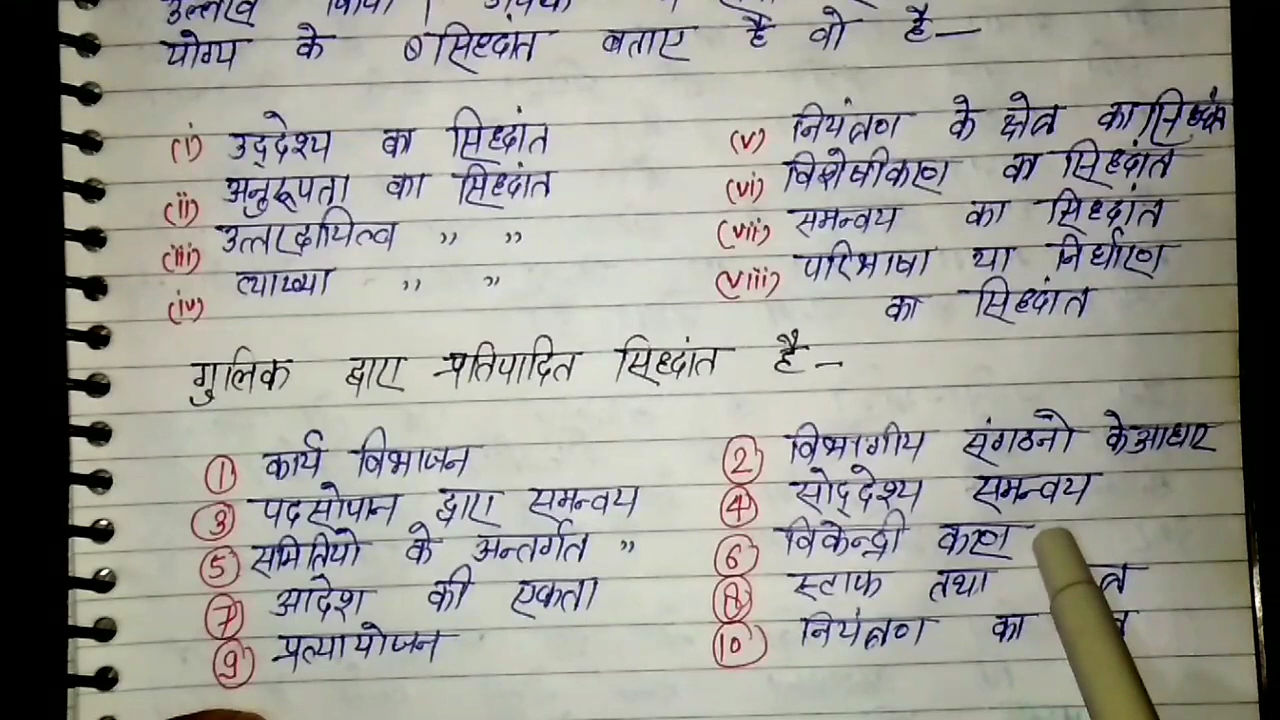 योग्य के 8 सिद्धांत बताए है वो है—
(i) उद्देश्य का सिद्धांत
(ii) अनुरूपता का सिद्धांत
(iii) उत्तरदायित्व ,, ,,
(iv) व्याख्या ,, ,,
(v) नियंत्रण के क्षेत्र का सिद्धांत
(vi) विशेषीकरण का सिद्धांत
(vii) समन्वय का सिद्धांत
(viii) परिभाषा या निर्धारण
का सिद्धांत
गुलिक द्वारा प्रतिपादित सिद्धांत है–
① कार्य विभाजन
② विभागीय संगठनो के आधार
③ पदसोपान द्वारा समन्वय
④ सोद्देश्य समन्वय
⑤ समितियो के अन्तर्गत ,,
⑥ विकेन्द्री करण
⑦ आदेश की एकता
⑧ स्टाफ तथा
⑨ प्रत्यायोजन
⑩ नियंत्रण का